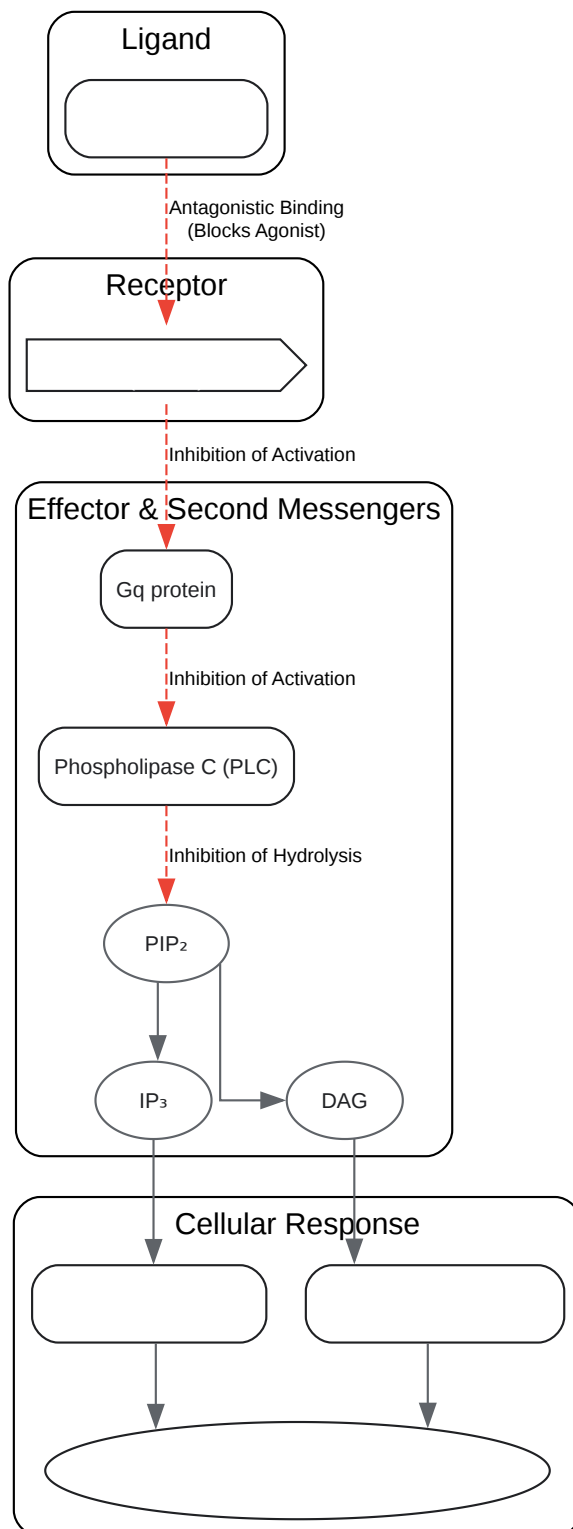 Ligand
Antagonistic Binding
(Blocks Agonist)
Receptor
Inhibition of Activation
Effector & Second Messengers
Gq protein
Inhibition of Activation
Phospholipase C (PLC)
Inhibition of Hydrolysis
PIP₂
IP₃
DAG
Cellular Response